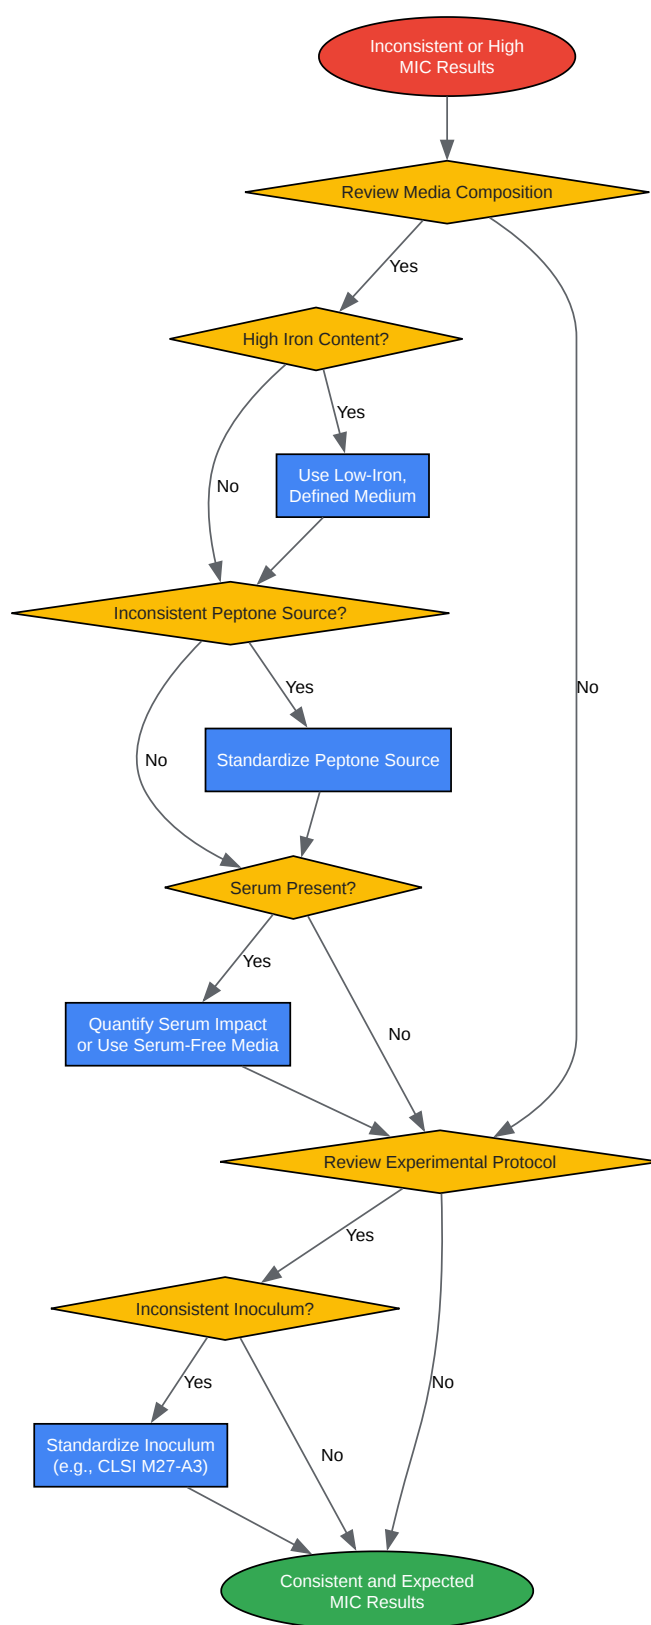 Inconsistent or High
MIC Results
Review Media Composition
Yes
High Iron Content?
Yes
Use Low-Iron,
Defined Medium
No
Inconsistent Peptone Source?
Yes
No
Standardize Peptone Source
No
Serum Present?
Yes
Quantify Serum Impact
or Use Serum-Free Media
No
Review Experimental Protocol
Yes
Inconsistent Inoculum?
Yes
No
Standardize Inoculum
(e.g., CLSI M27-A3)
No
Consistent and Expected
MIC Results